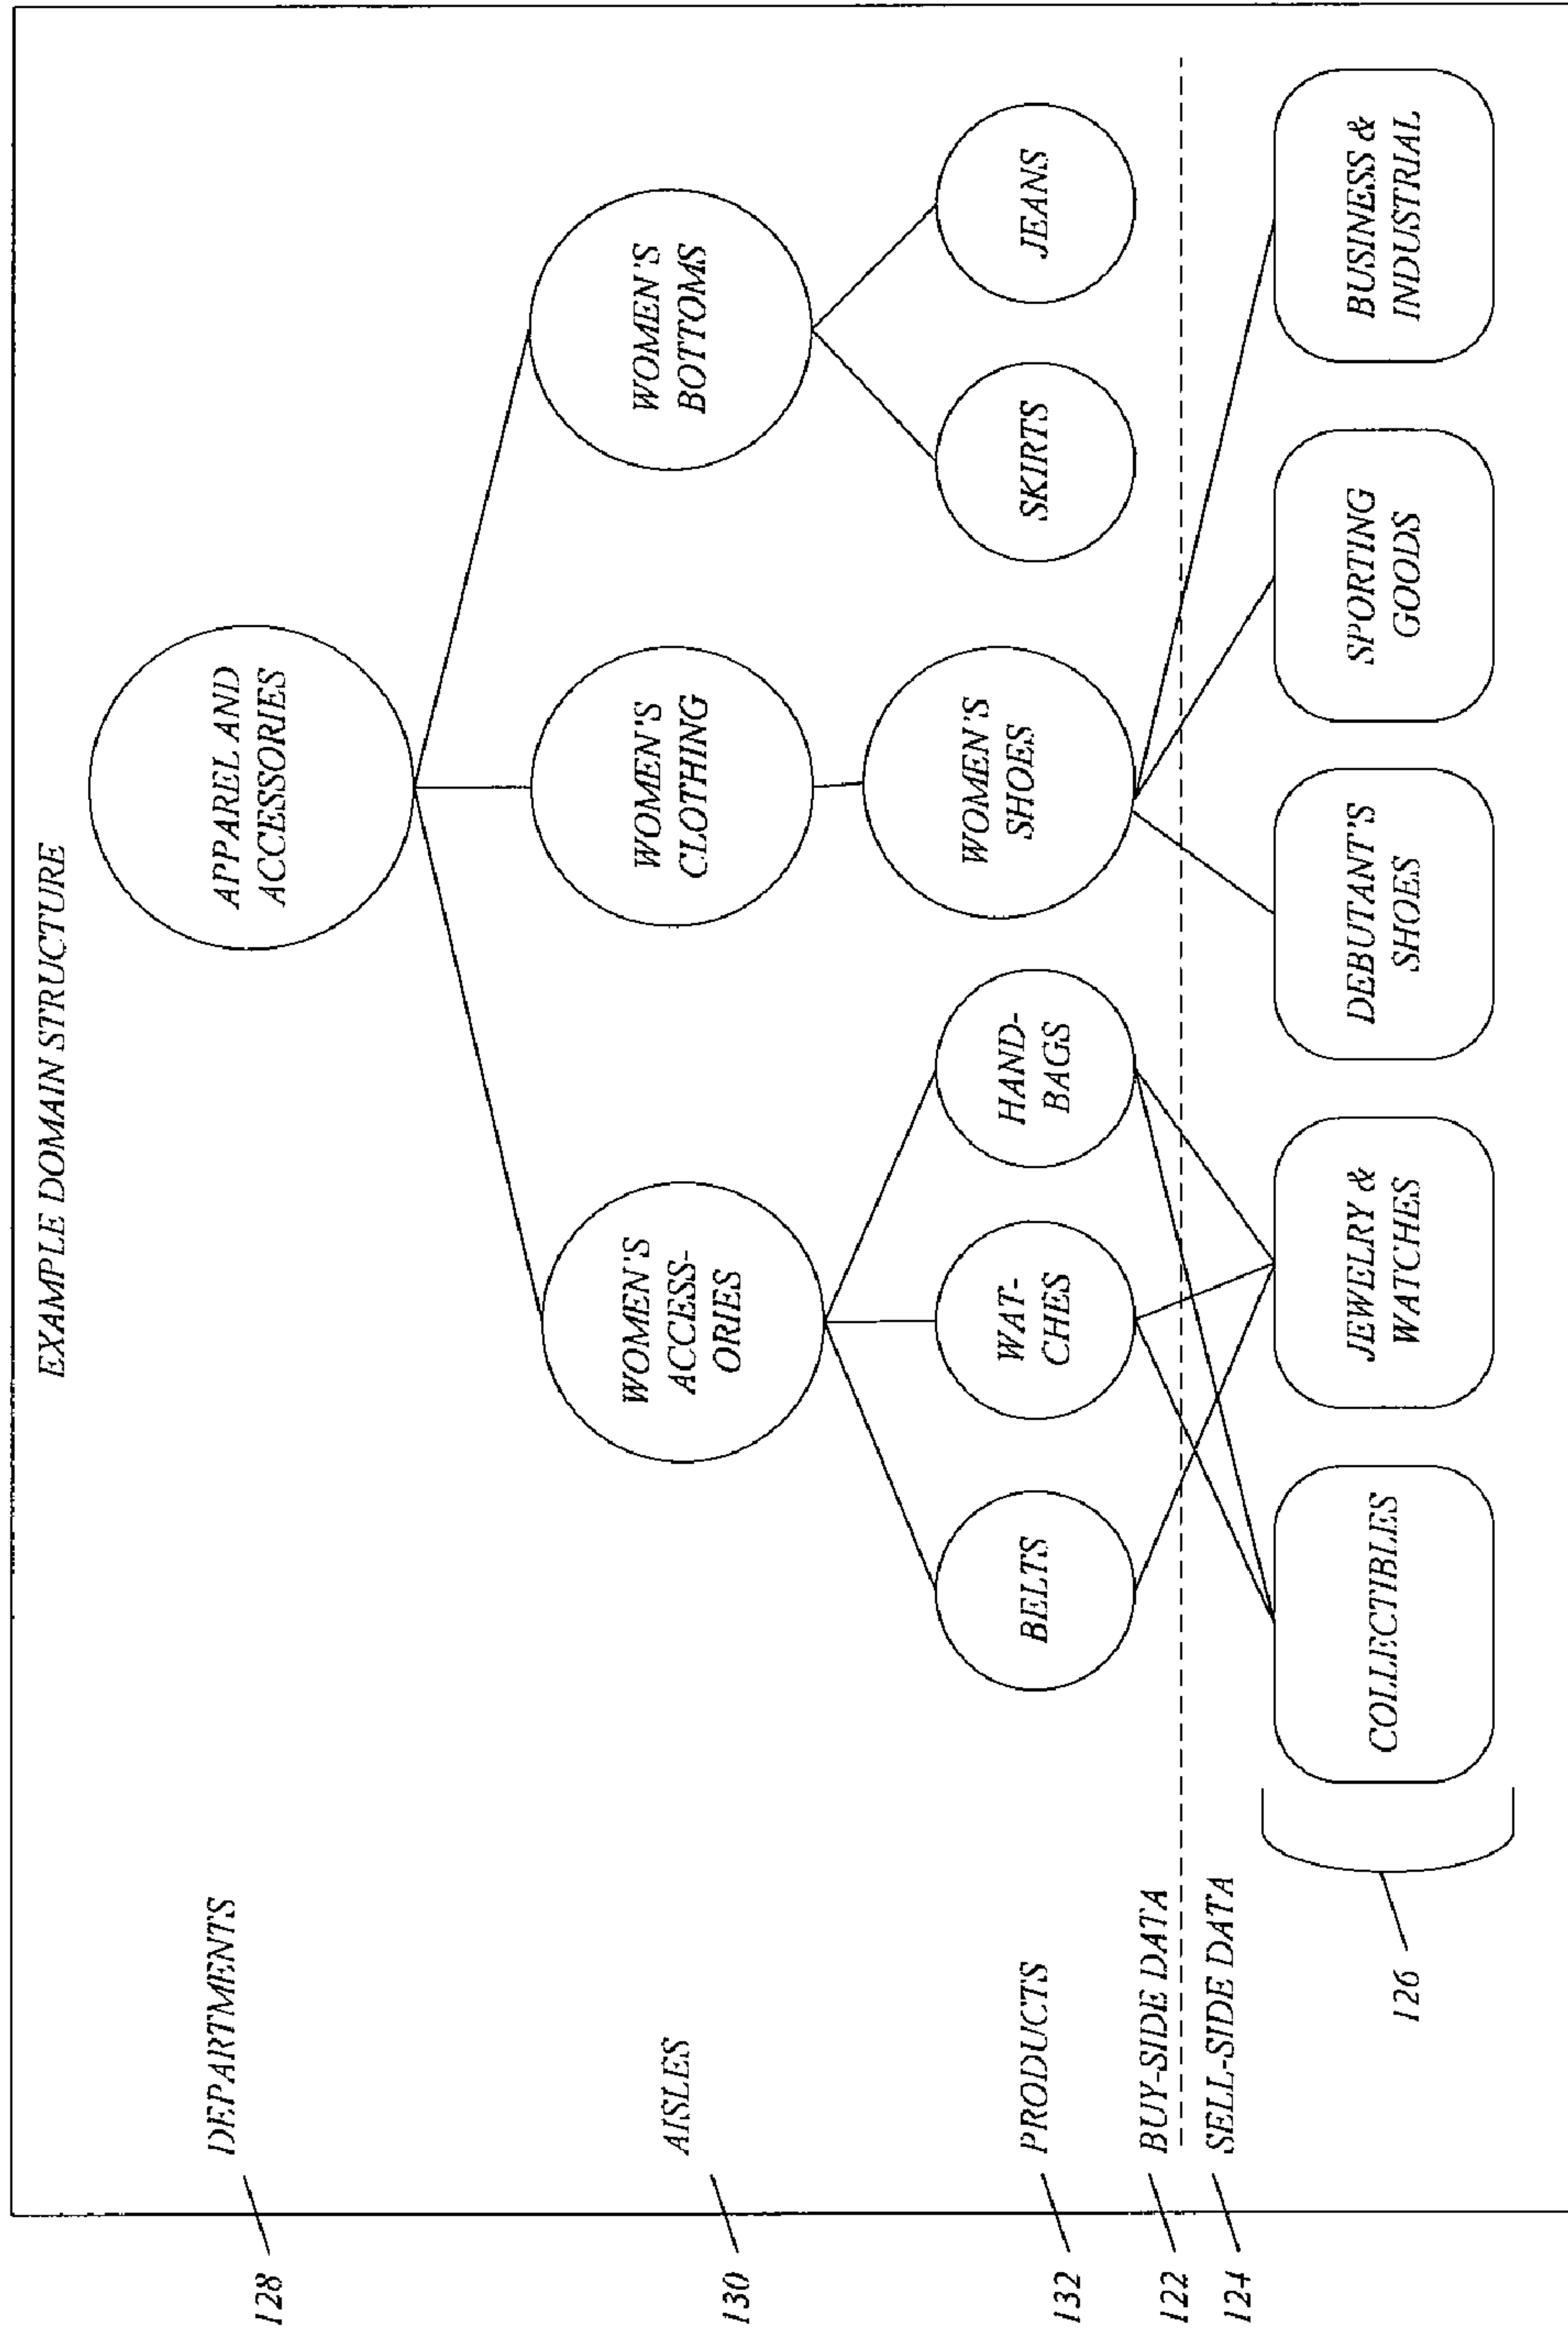 EXAMPLE DOMAIN STRUCTURE
128
DEPARTMENTS
APPAREL AND
ACCESSORIES
130
AISLES
WOMEN'S
ACCESS-
ORIES
WOMEN'S
CLOTHING
WOMEN'S
BOTTOMS
132
PRODUCTS
BELTS
WAT-
CHES
HAND-
BAGS
WOMEN'S
SHOES
SKIRTS
JEANS
122
BUY-SIDE DATA
124
SELL-SIDE DATA
126
COLLECTIBLES
JEWELRY &
WATCHES
DEBUTANT'S
SHOES
SPORTING
GOODS
BUSINESS &
INDUSTRIAL